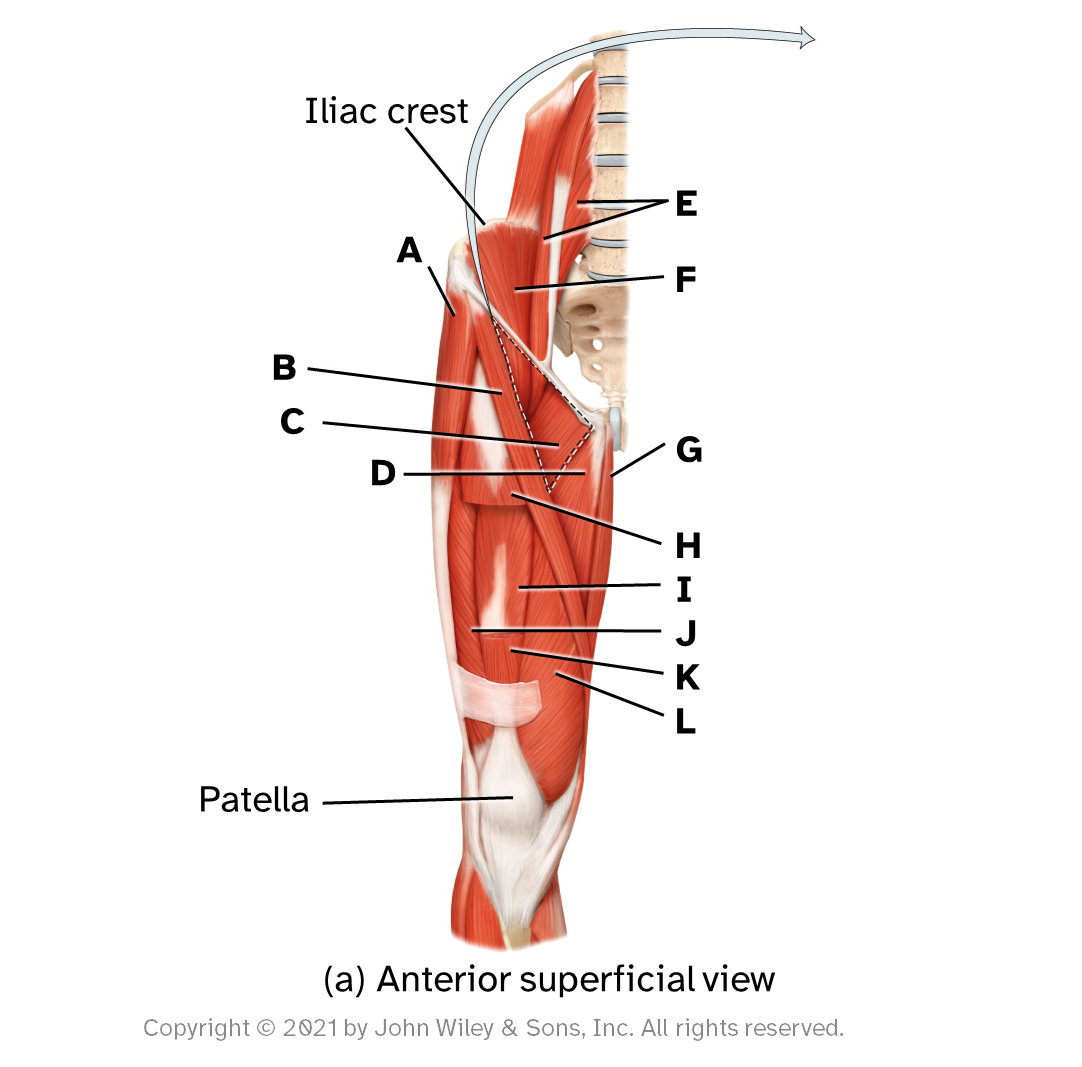 Iliac crest
E
A
F
B
C
G
D
H
I
J
K
L
Patella
(a) Anterior superficial view
Copyright © 2021 by John Wiley & Sons, Inc. All rights reserved.